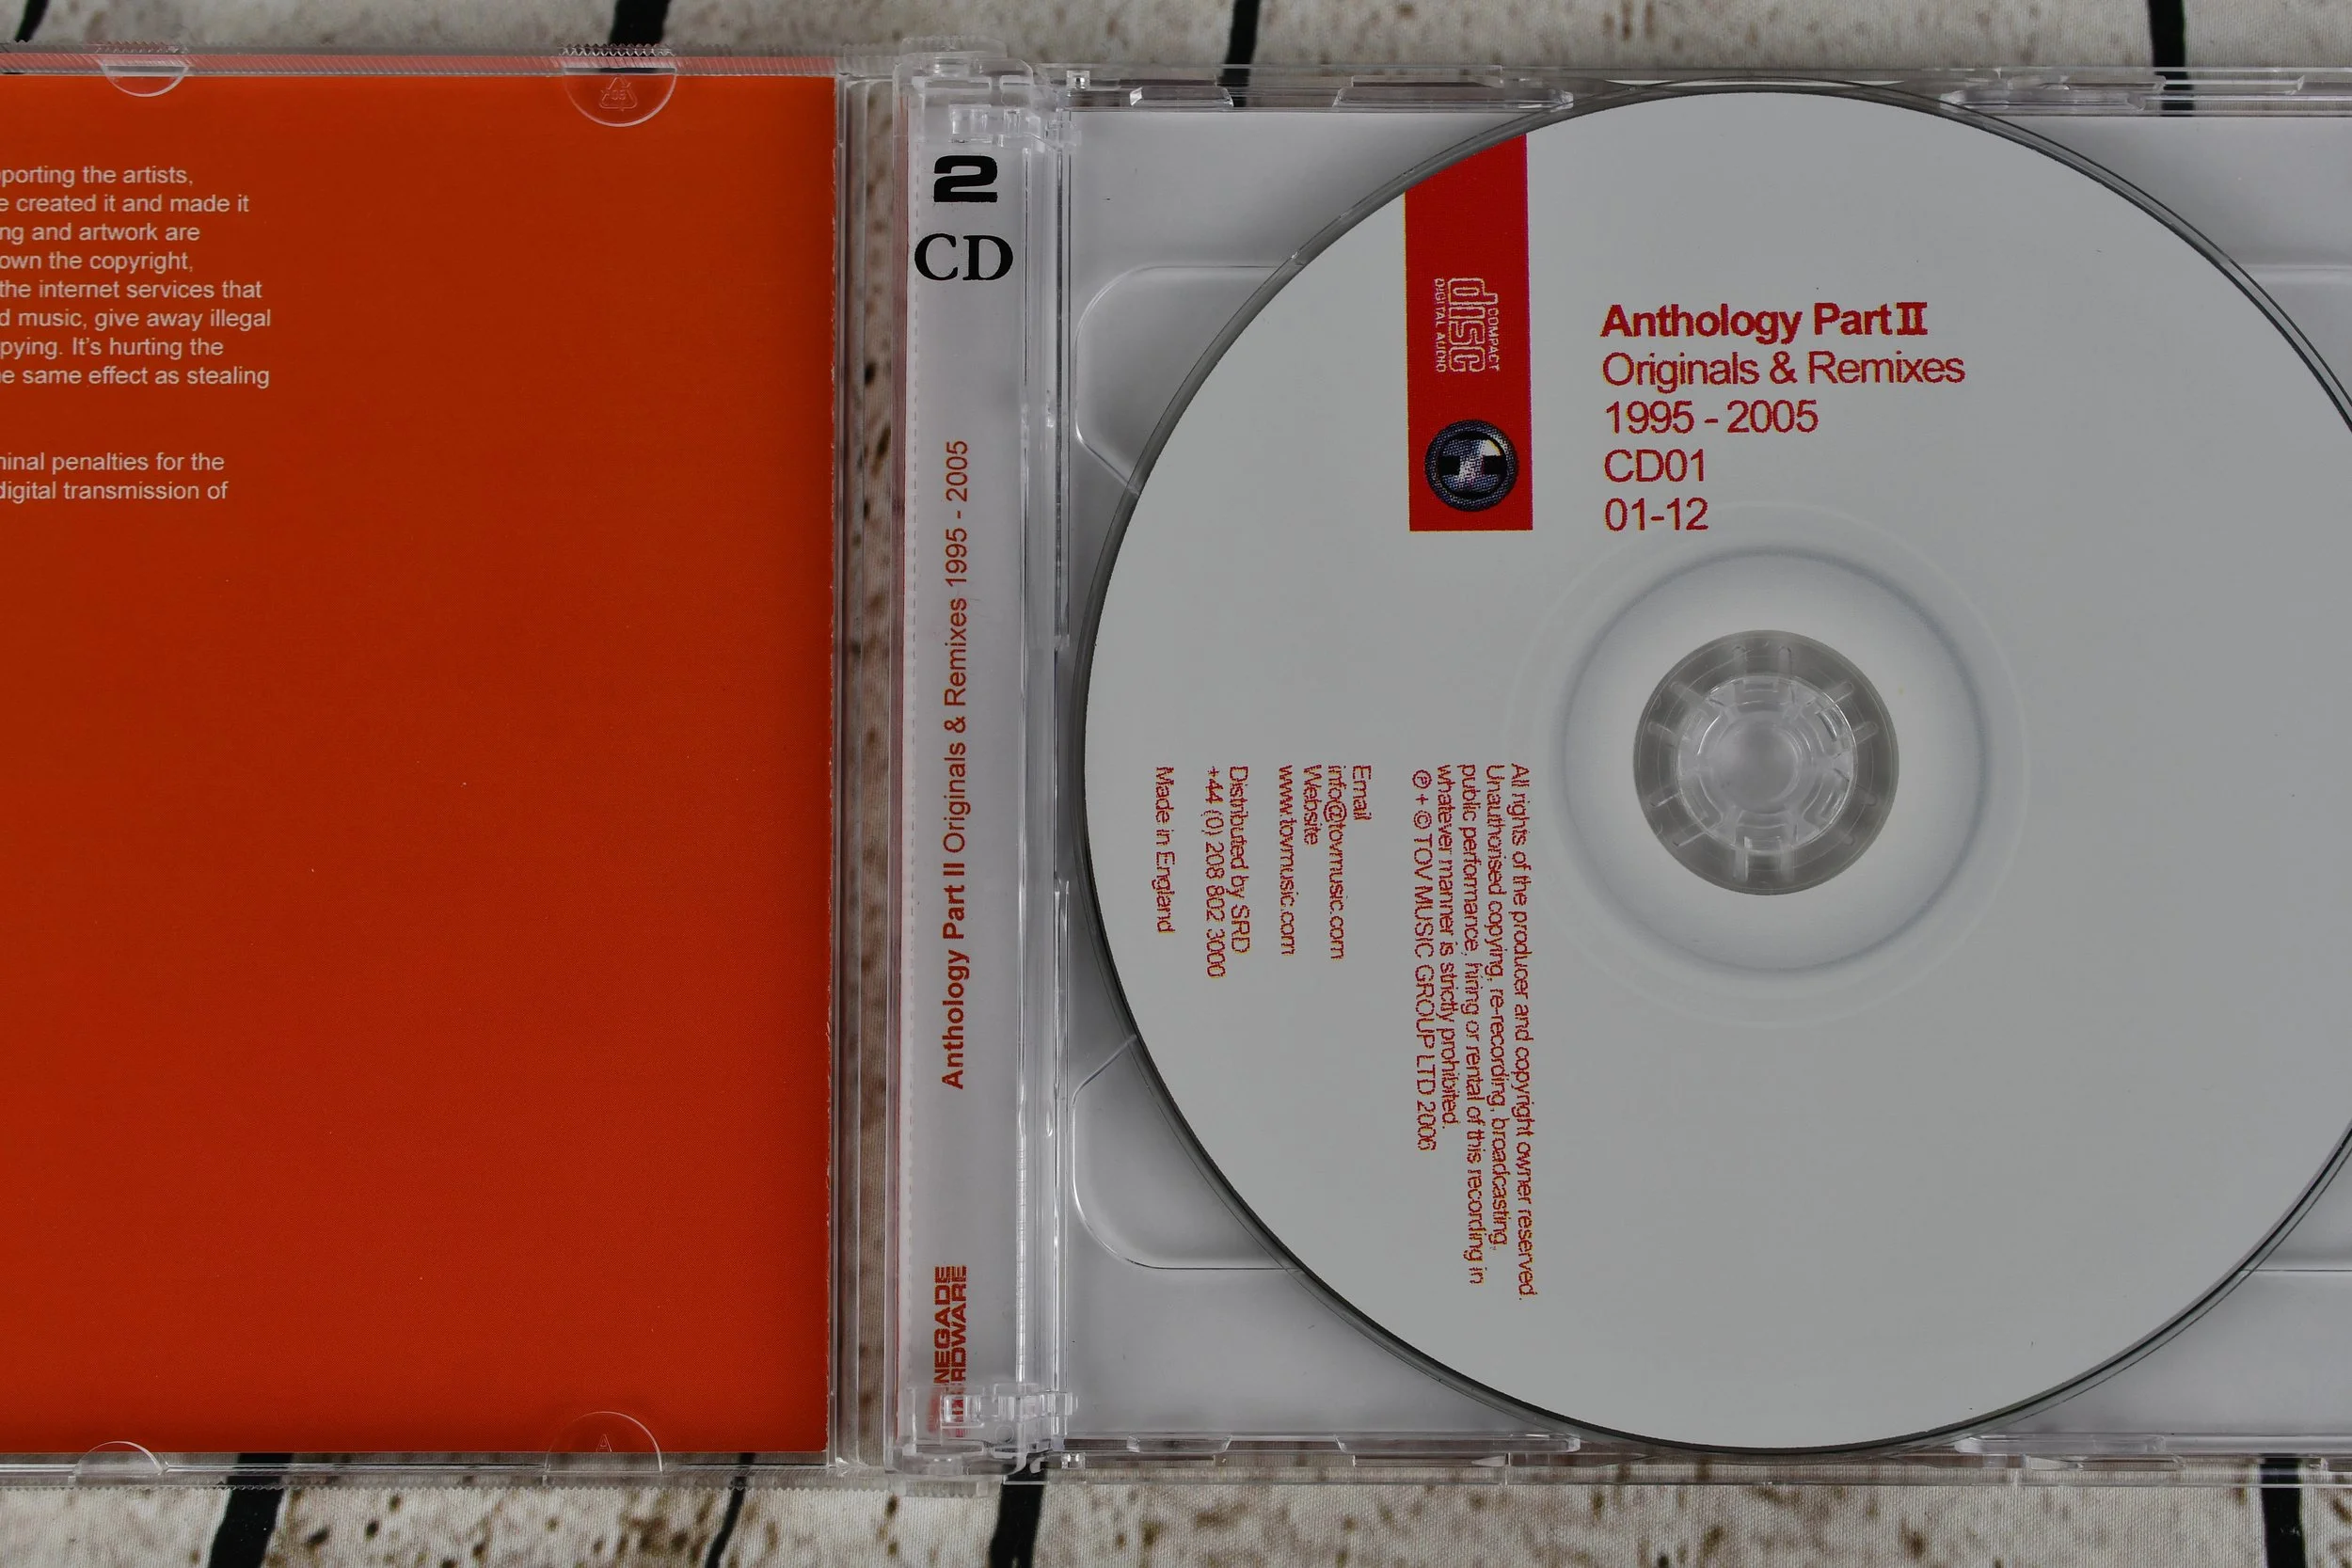 porting the artists,
e created it and made it
ng and artwork are
own the copyright,
the internet services that
d music, give away illegal
pying. It's hurting the
e same effect as stealing
ninal penalties for the
digital transmission of
2
CD
Anthology Part II Originals & Remixes 1995 - 2005
NEGADE
RDWARE
COMPACT
disc
DIGITAL AUDIO
Anthology Part II
Originals & Remixes
1995 - 2005
CD01
01-12
All rights of the producer and copyright owner reserved.
Unauthorised copying, re-recording, broadcasting,
public performance, hiring or rental of this recording in
whatever manner is strictly prohibited.
℗ + © TOV MUSIC GROUP LTD 2006
Email
info@tovmusic.com
Website
www.tovmusic.com
Distributed by SRD
+44 (0) 208 802 3000
Made in England